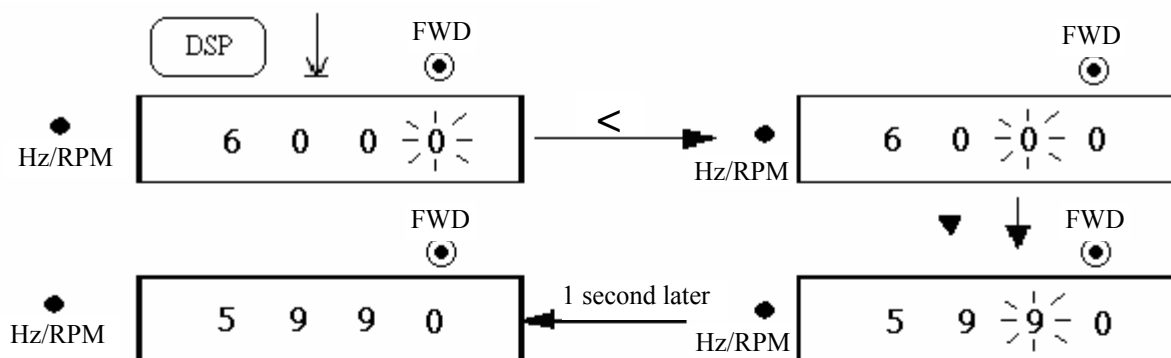 DSP
FWD
FWD
Hz/RPM
6 0 0 0
<
Hz/RPM
6 0 0 0
FWD
FWD
Hz/RPM
5 9 9 0
1 second later
Hz/RPM
5 9 9 0